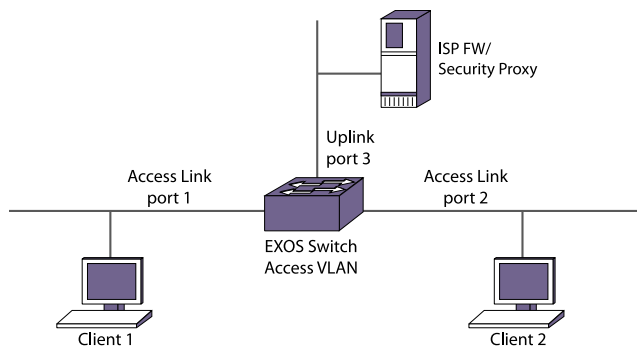 ISP FW/
Security Proxy
Uplink
port 3
Access Link
port 1
Access Link
port 2
EXOS Switch
Access VLAN
Client 1
Client 2